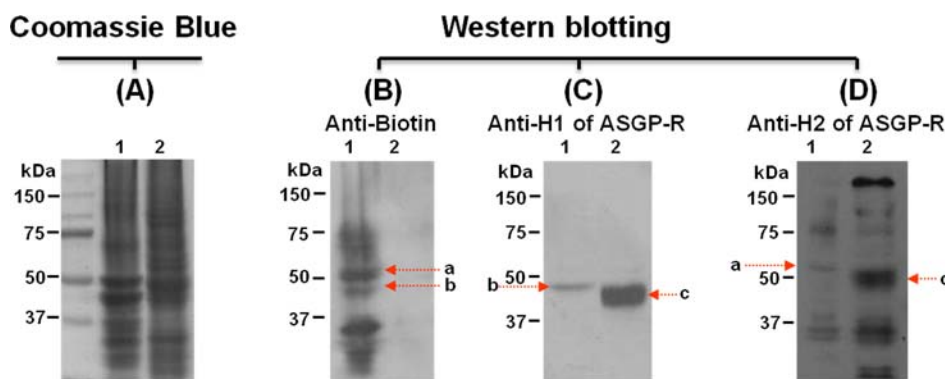 Coomassie Blue
Western blotting
(A)
(B)
(C)
(D)
Anti-Biotin
Anti-H1 of ASGP-R
Anti-H2 of ASGP-R
1 2
kDa
150
75
50
37
1 2
kDa
150
75
50
37
a
b
1 2
kDa
150
75
50
37
b
c
1 2
kDa
150
75
50
37
a